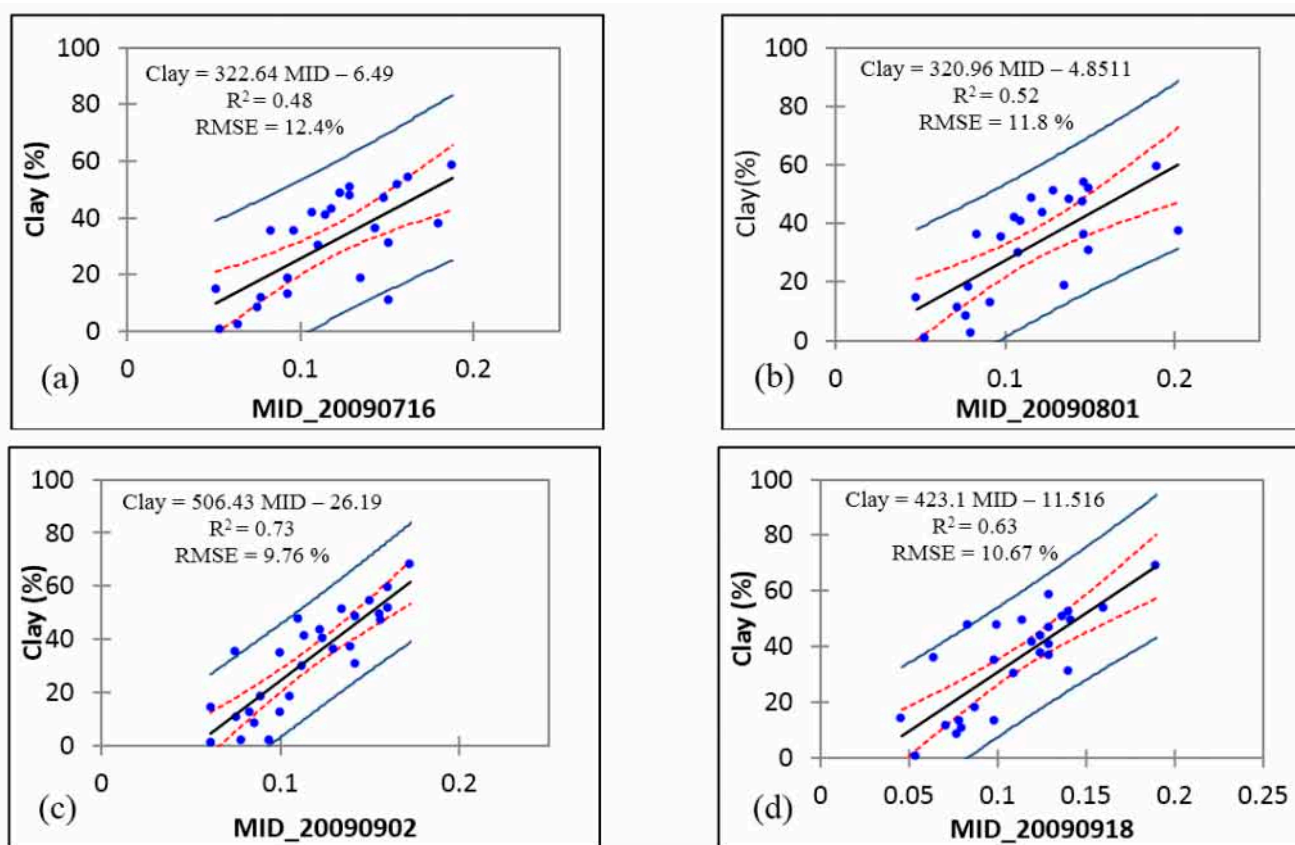 100
80
60
40
20
0
Clay (%)
Clay = 322.64 MID – 6.49
R² = 0.48
RMSE = 12.4%
0 0.1 0.2
(a)
MID_20090716
100
80
60
40
20
0
Clay(%)
Clay = 320.96 MID – 4.8511
R² = 0.52
RMSE = 11.8 %
0 0.1 0.2
(b)
MID_20090801
100
80
60
40
20
0
Clay (%)
Clay = 506.43 MID – 26.19
R² = 0.73
RMSE = 9.76 %
0 0.1 0.2
(c)
MID_20090902
100
80
60
40
20
0
Clay (%)
Clay = 423.1 MID – 11.516
R² = 0.63
RMSE = 10.67 %
0 0.05 0.1 0.15 0.2 0.25
(d)
MID_20090918